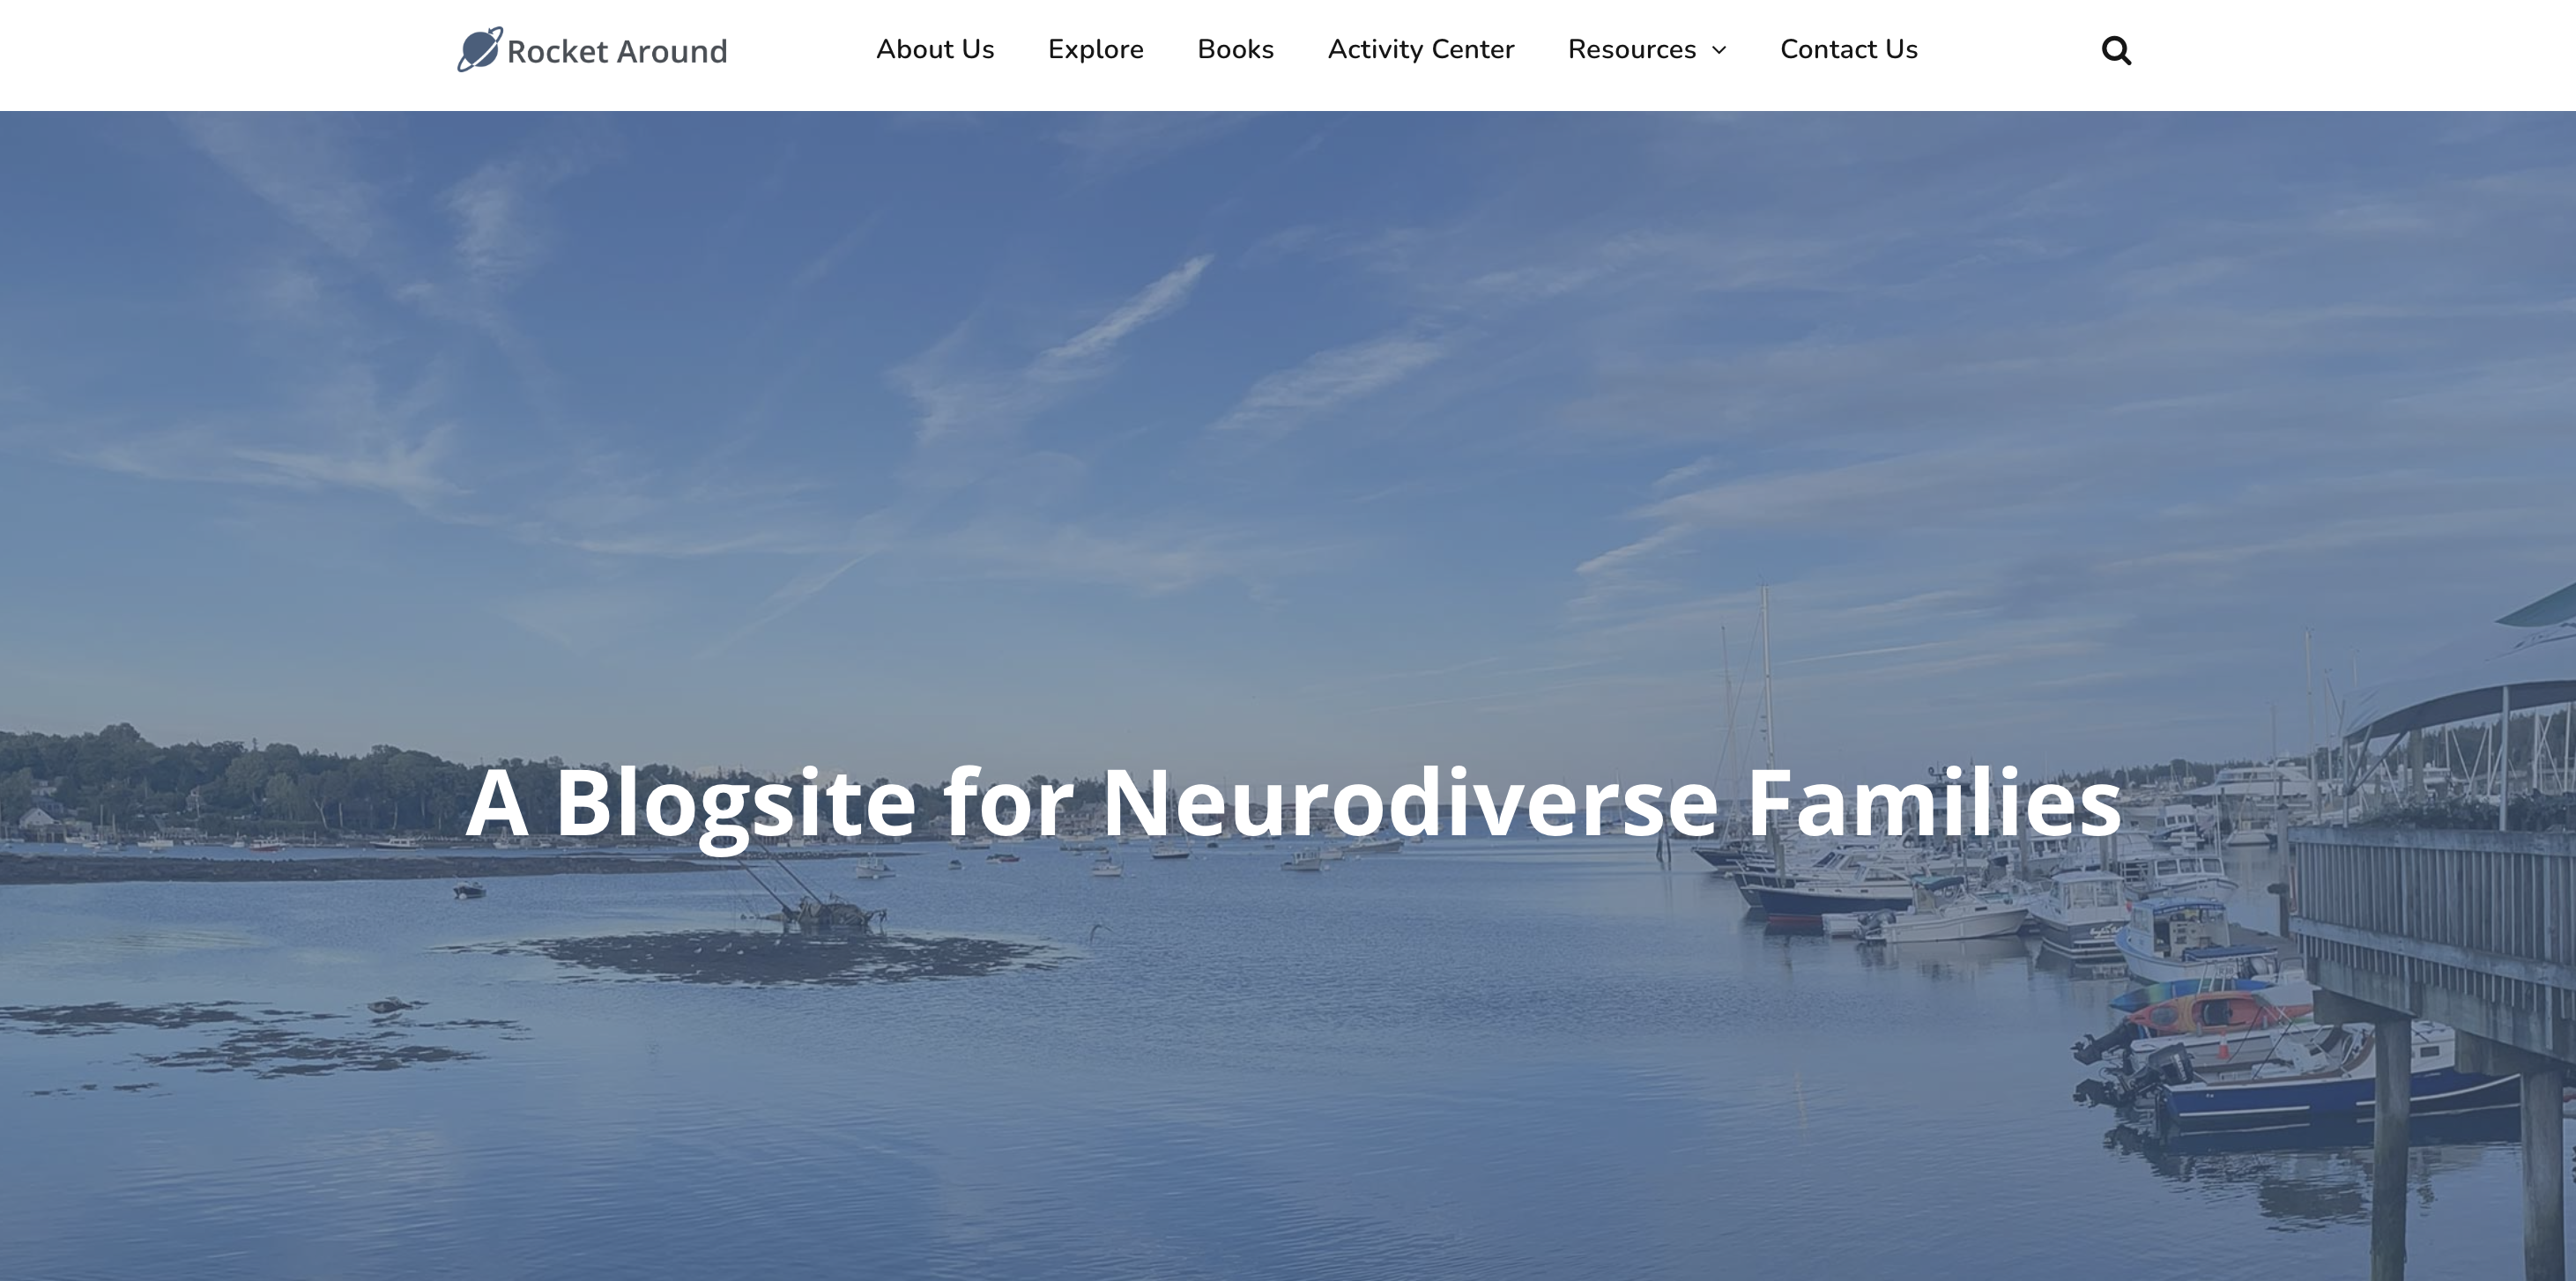 Rocket Around
About Us
Explore
Books
Activity Center
Resources
Contact Us
A Blogsite for Neurodiverse Families